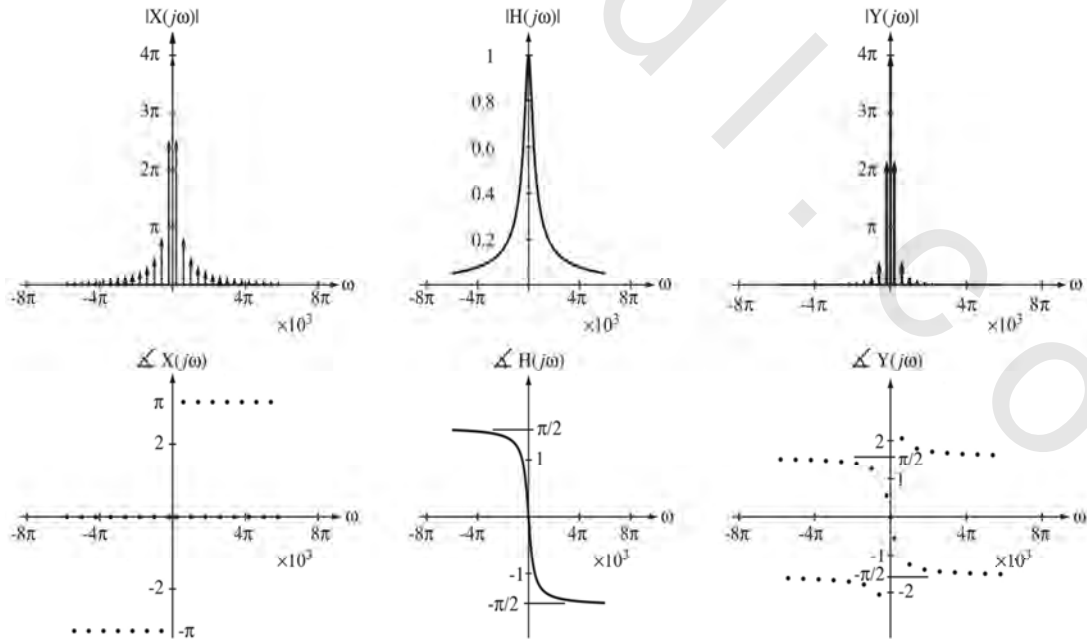 |X(jω)|
4π
3π
2π
π
-8π -4π 4π 8π ω
×10³
|H(jω)|
1
0.8
0.6
0.4
0.2
-8π -4π 4π 8π ω
×10³
|Y(jω)|
4π
3π
2π
π
-8π -4π 4π 8π ω
×10³
∡ X(jω)
π
2
-8π -4π 4π 8π ω
×10³
-2
-π
∡ H(jω)
π/2
1
-8π -4π 4π 8π ω
×10³
-1
-π/2
∡ Y(jω)
2
π/2
1
-8π -4π 4π 8π ω
×10³
-1
-π/2
-2
d i . c o